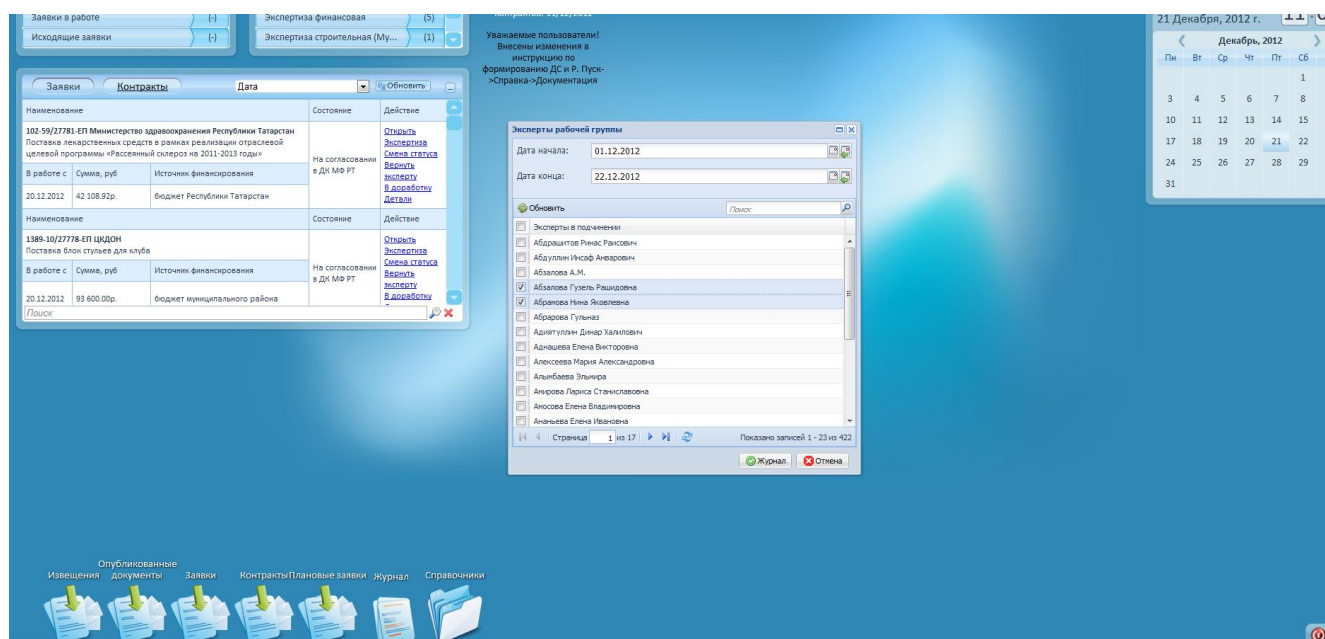 Заявки в работе (-)
Исходящие заявки (-)
Экспертиза финансовая (5)
Экспертиза строительная (Му... (1)
Уважаемые пользователи!
Внесены изменения в
инструкцию по
формированию ДС и Р. Пуск-
>Справка->Документация
21 Декабря, 2012 г.
Декабрь, 2012
Пн Вт Ср Чт Пт Сб
1
3 4 5 6 7 8
10 11 12 13 14 15
17 18 19 20 21 22
24 25 26 27 28 29
31
Заявки Контракты Дата Обновить
Наименование Состояние Действие
102-59/27781-ЕП Министерство здравоохранения Республики Татарстан
Поставка лекарственных средств в рамках реализации отраслевой
целевой программы «Рассеянный склероз на 2011-2013 годы»
В работе с Сумма, руб Источник финансирования
20.12.2012 42 108.92р. бюджет Республики Татарстан
На согласовании
в ДК МФ РТ
Открыть
Экспертиза
Смена статуса
Вернуть
эксперту
В доработку
Детали
Наименование Состояние Действие
1389-10/27778-ЕП ЦКДОН
Поставка блок стульев для клуба
В работе с Сумма, руб Источник финансирования
20.12.2012 93 600.00р. бюджет муниципального района
На согласовании
в ДК МФ РТ
Открыть
Экспертиза
Смена статуса
Вернуть
эксперту
В доработку
Поиск
Эксперты рабочей группы
Дата начала: 01.12.2012
Дата конца: 22.12.2012
Обновить Поиск
Эксперты в подчинении
Абдрашитов Ринас Раисович
Абдуллин Инсаф Анварович
Абзалова А.М.
Абзалова Гузель Рашидовна
Абранова Нина Яковлевна
Абрарова Гульназ
Адиятуллин Динар Халилович
Аднашева Елена Викторовна
Алексеева Мария Александровна
Алынбаева Эльмира
Амирова Лариса Станиславовна
Амосова Елена Владимировна
Ананьева Елена Ивановна
Страница 1 из 17 Показано записей 1 - 23 из 422
Журнал Отмена
Извещения
Опубликованные
документы
Заявки
Контракты
Плановые заявки
Журнал
Справочники